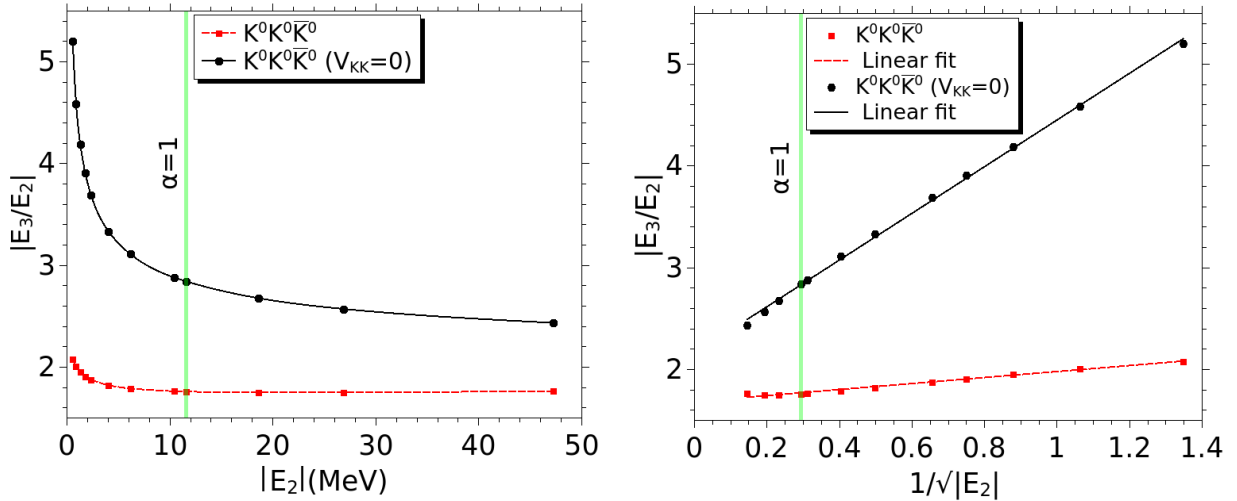 |E₃/E₂|
5
4
3
2
K⁰K⁰K̅⁰
K⁰K⁰K̅⁰ (V_KK=0)
α=1
0 10 20 30 40 50
|E₂|(MeV)
|E₃/E₂|
5
4
3
2
K⁰K⁰K̅⁰
Linear fit
K⁰K⁰K̅⁰ (V_KK=0)
Linear fit
α=1
0.2 0.4 0.6 0.8 1 1.2 1.4
1/√|E₂|